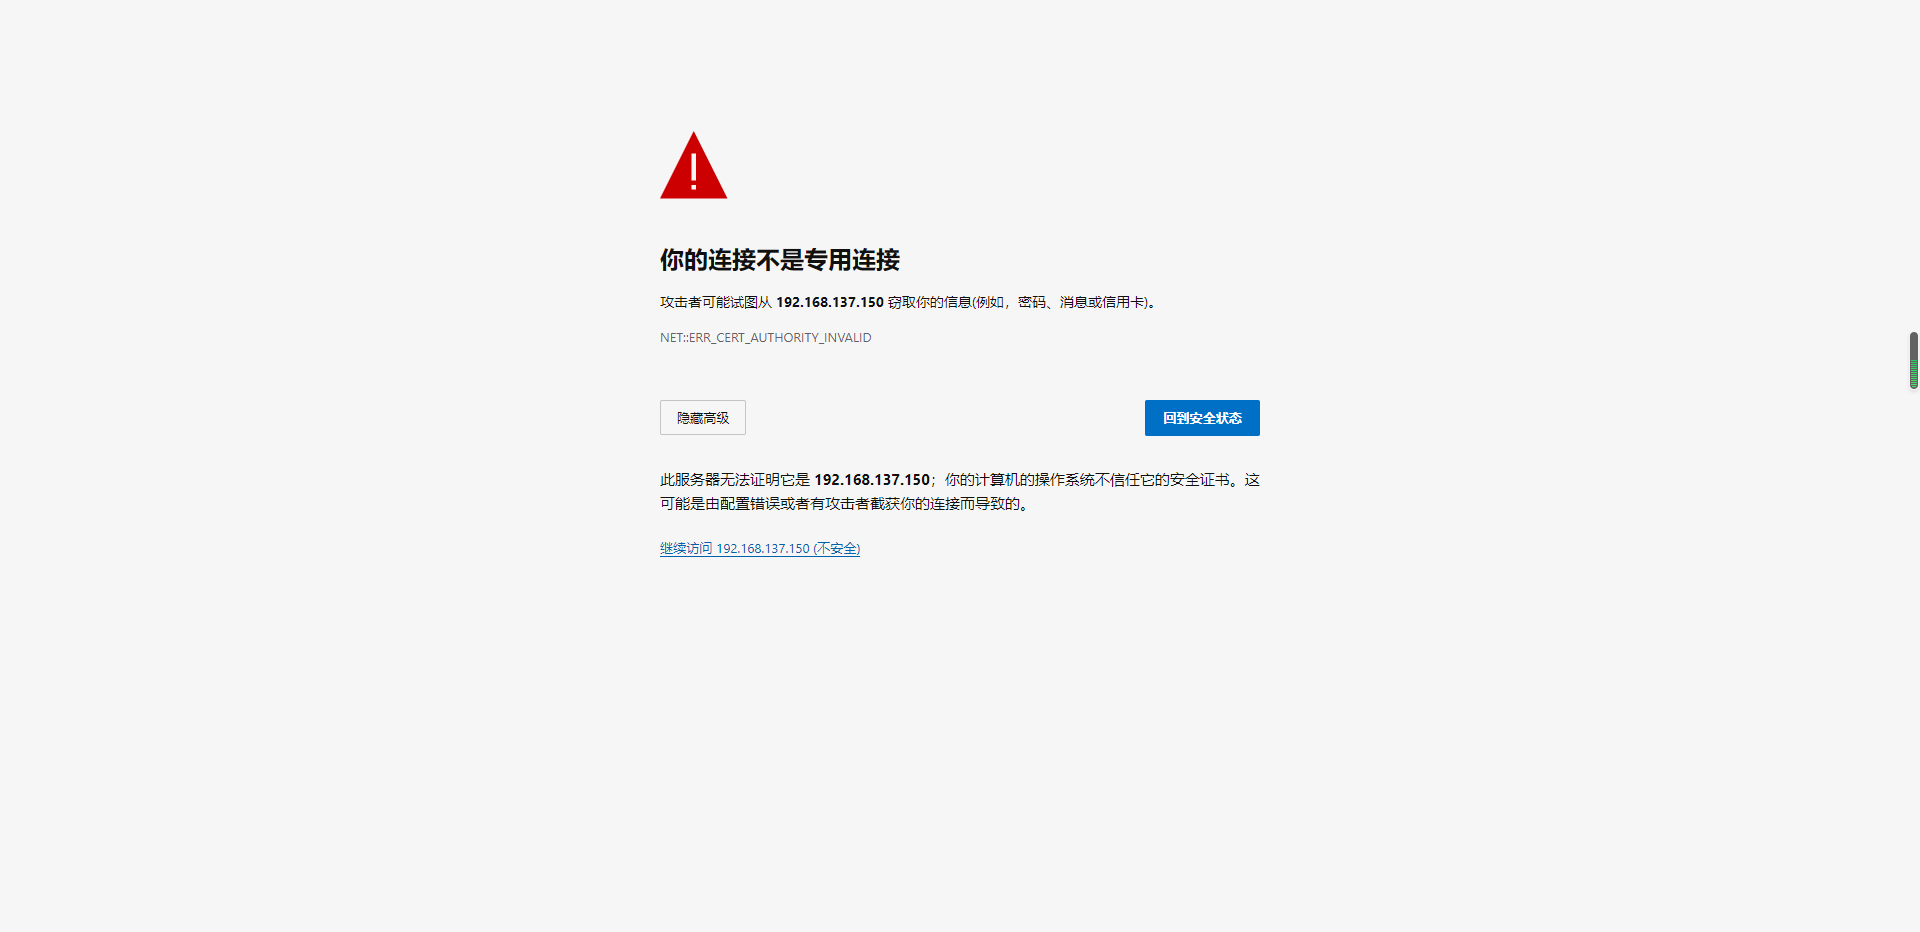 你的连接不是专用连接
攻击者可能试图从 192.168.137.150 窃取你的信息(例如，密码、消息或信用卡)。
NET::ERR_CERT_AUTHORITY_INVALID
隐藏高级
回到安全状态
此服务器无法证明它是 192.168.137.150；你的计算机的操作系统不信任它的安全证书。这
可能是由配置错误或者有攻击者截获你的连接而导致的。
继续访问 192.168.137.150 (不安全)